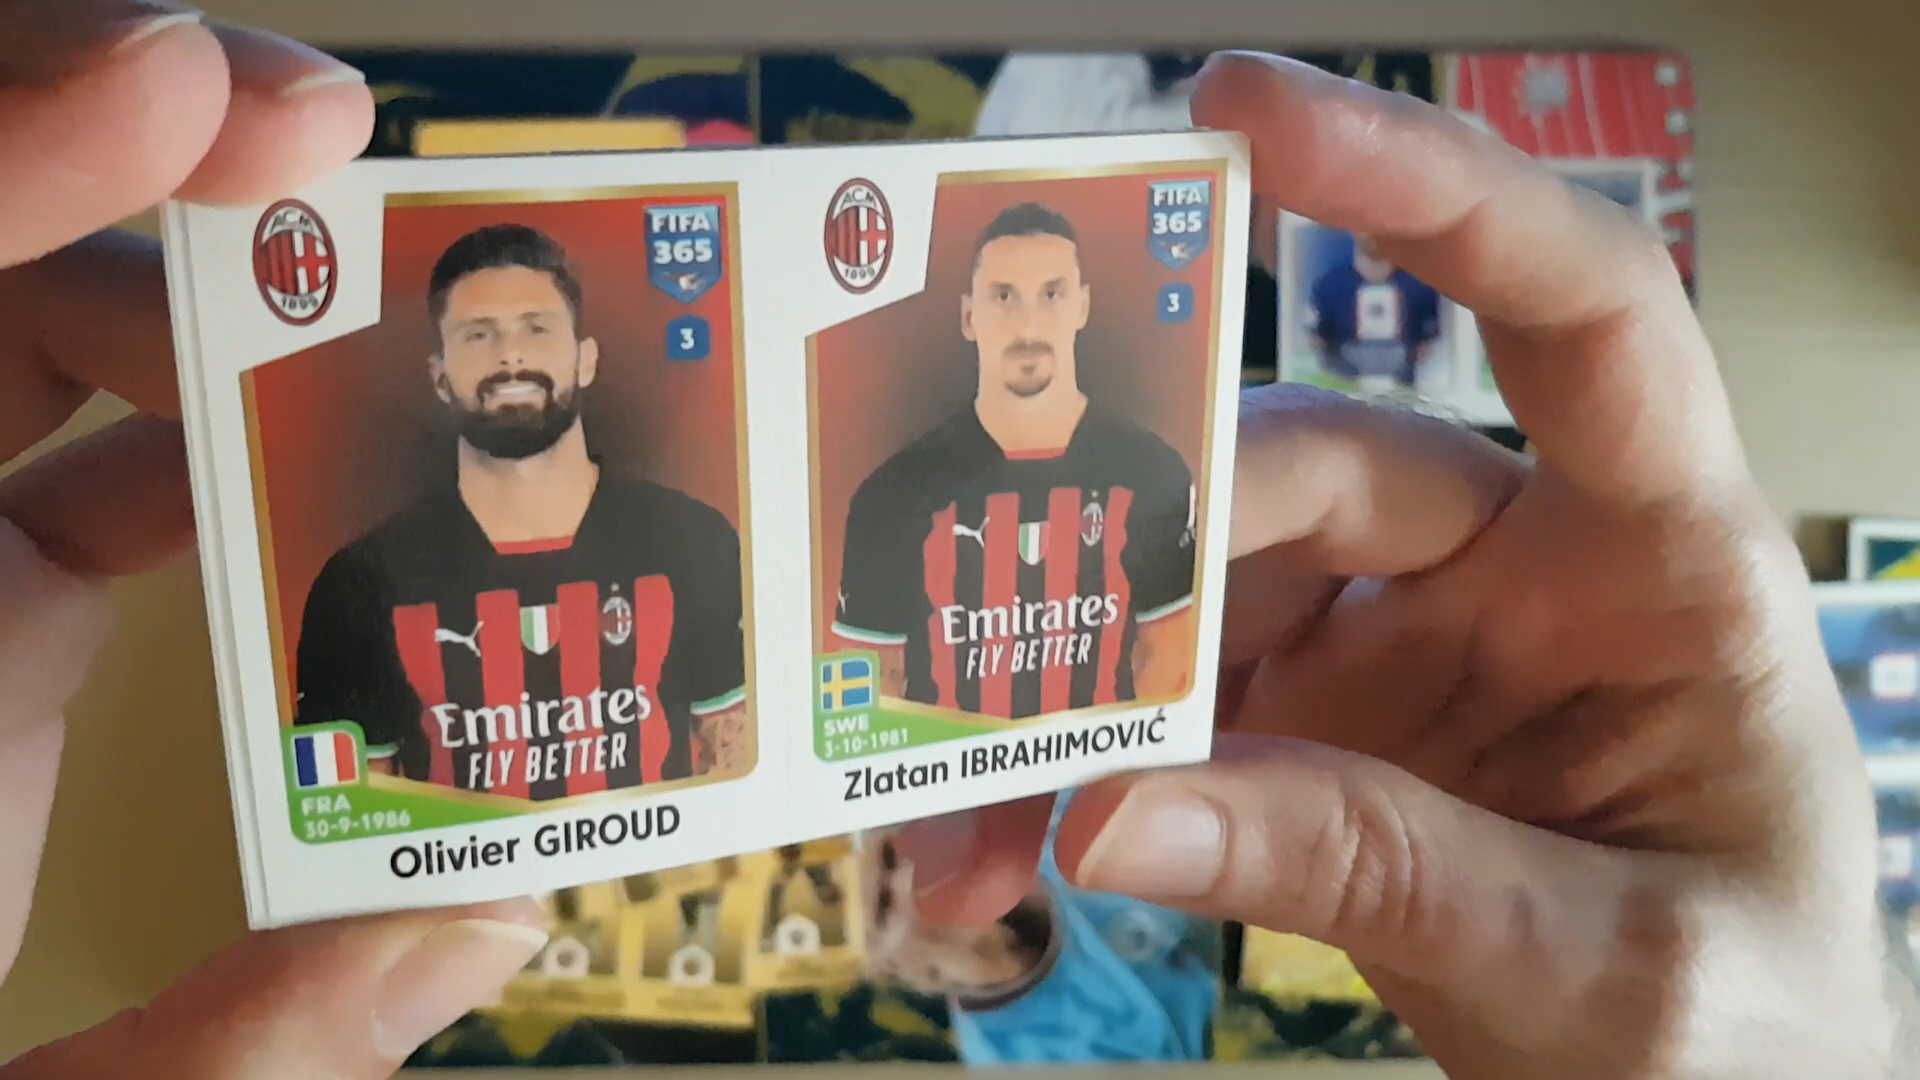 ACM
1899
FIFA
365
3
Emirates
FLY BETTER
FRA
30-9-1986
Olivier GIROUD
ACM
1899
FIFA
365
3
Emirates
FLY BETTER
SWE
3-10-1981
Zlatan IBRAHIMOVIĆ